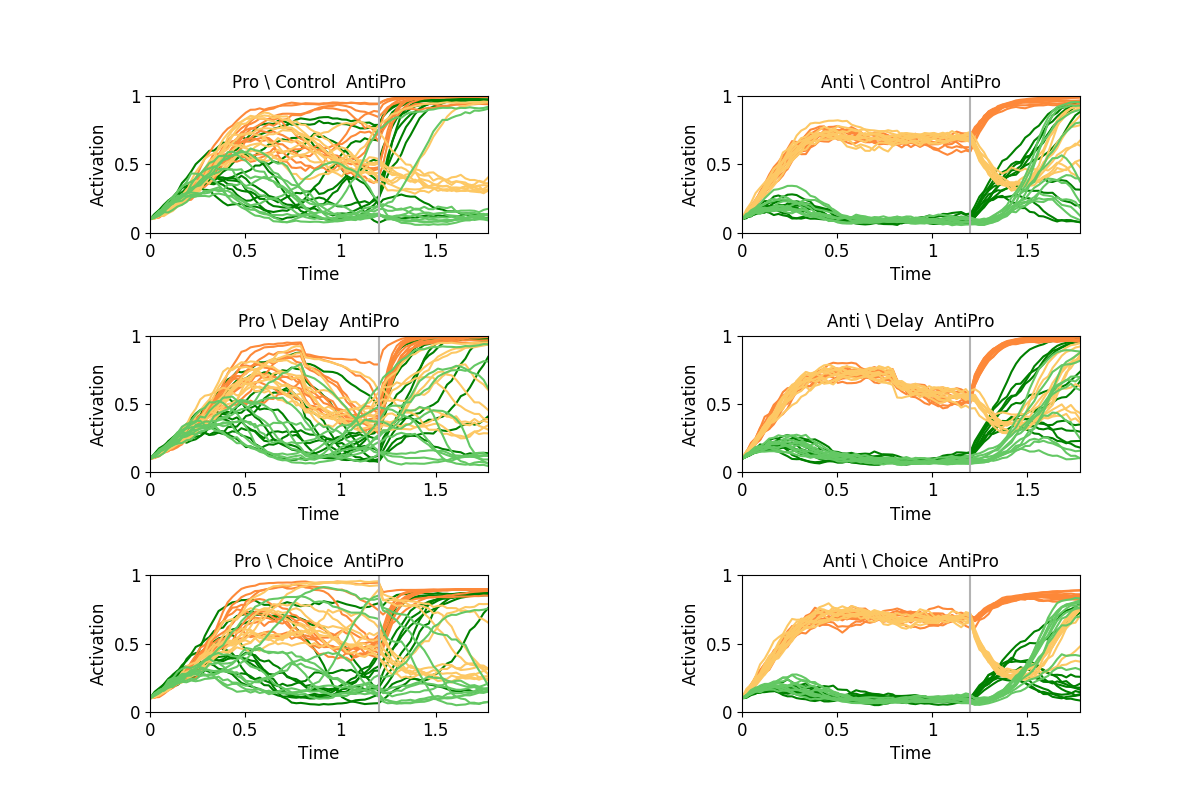 Pro \ Control  AntiPro
Activation
1
0.5
0
0
0.5
1
1.5
Time
Anti \ Control  AntiPro
Activation
1
0.5
0
0
0.5
1
1.5
Time
Pro \ Delay  AntiPro
Activation
1
0.5
0
0
0.5
1
1.5
Time
Anti \ Delay  AntiPro
Activation
1
0.5
0
0
0.5
1
1.5
Time
Pro \ Choice  AntiPro
Activation
1
0.5
0
0
0.5
1
1.5
Time
Anti \ Choice  AntiPro
Activation
1
0.5
0
0
0.5
1
1.5
Time